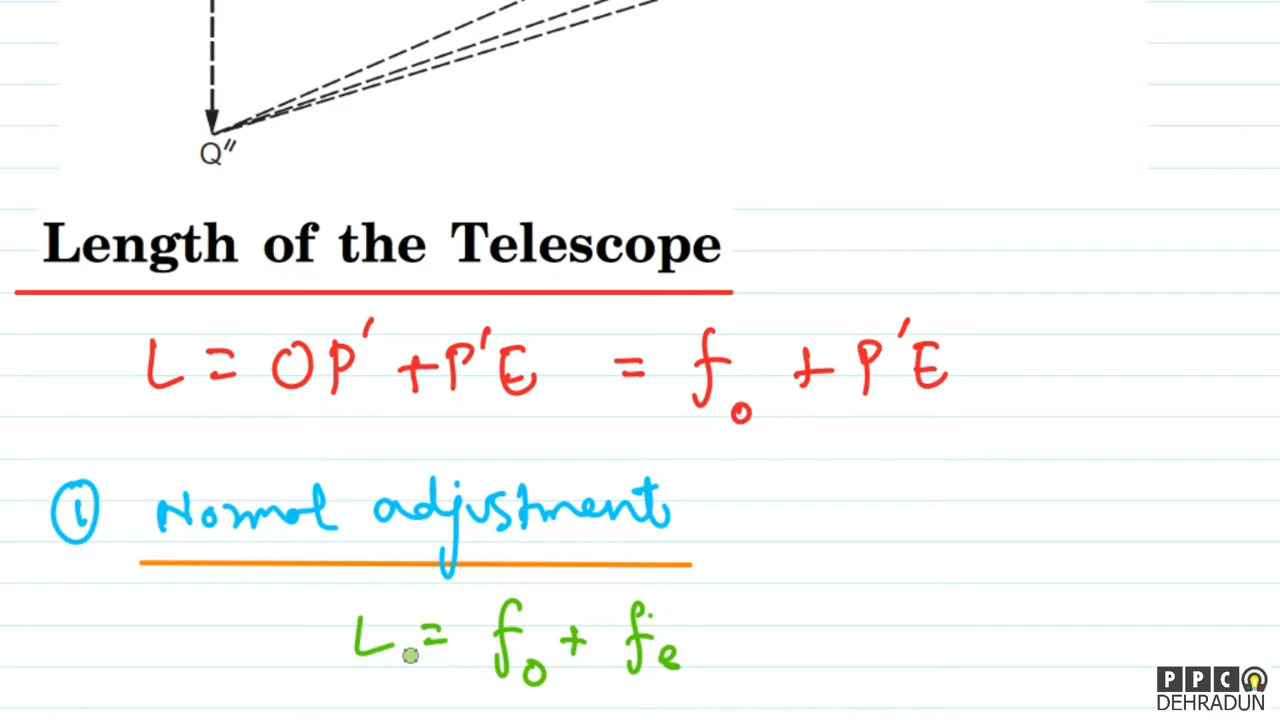 Q″
Length of the Telescope
L = OP′ + P′E = f₀ + P′E
① Normal adjustment
L = f₀ + fₑ
PPC
DEHRADUN